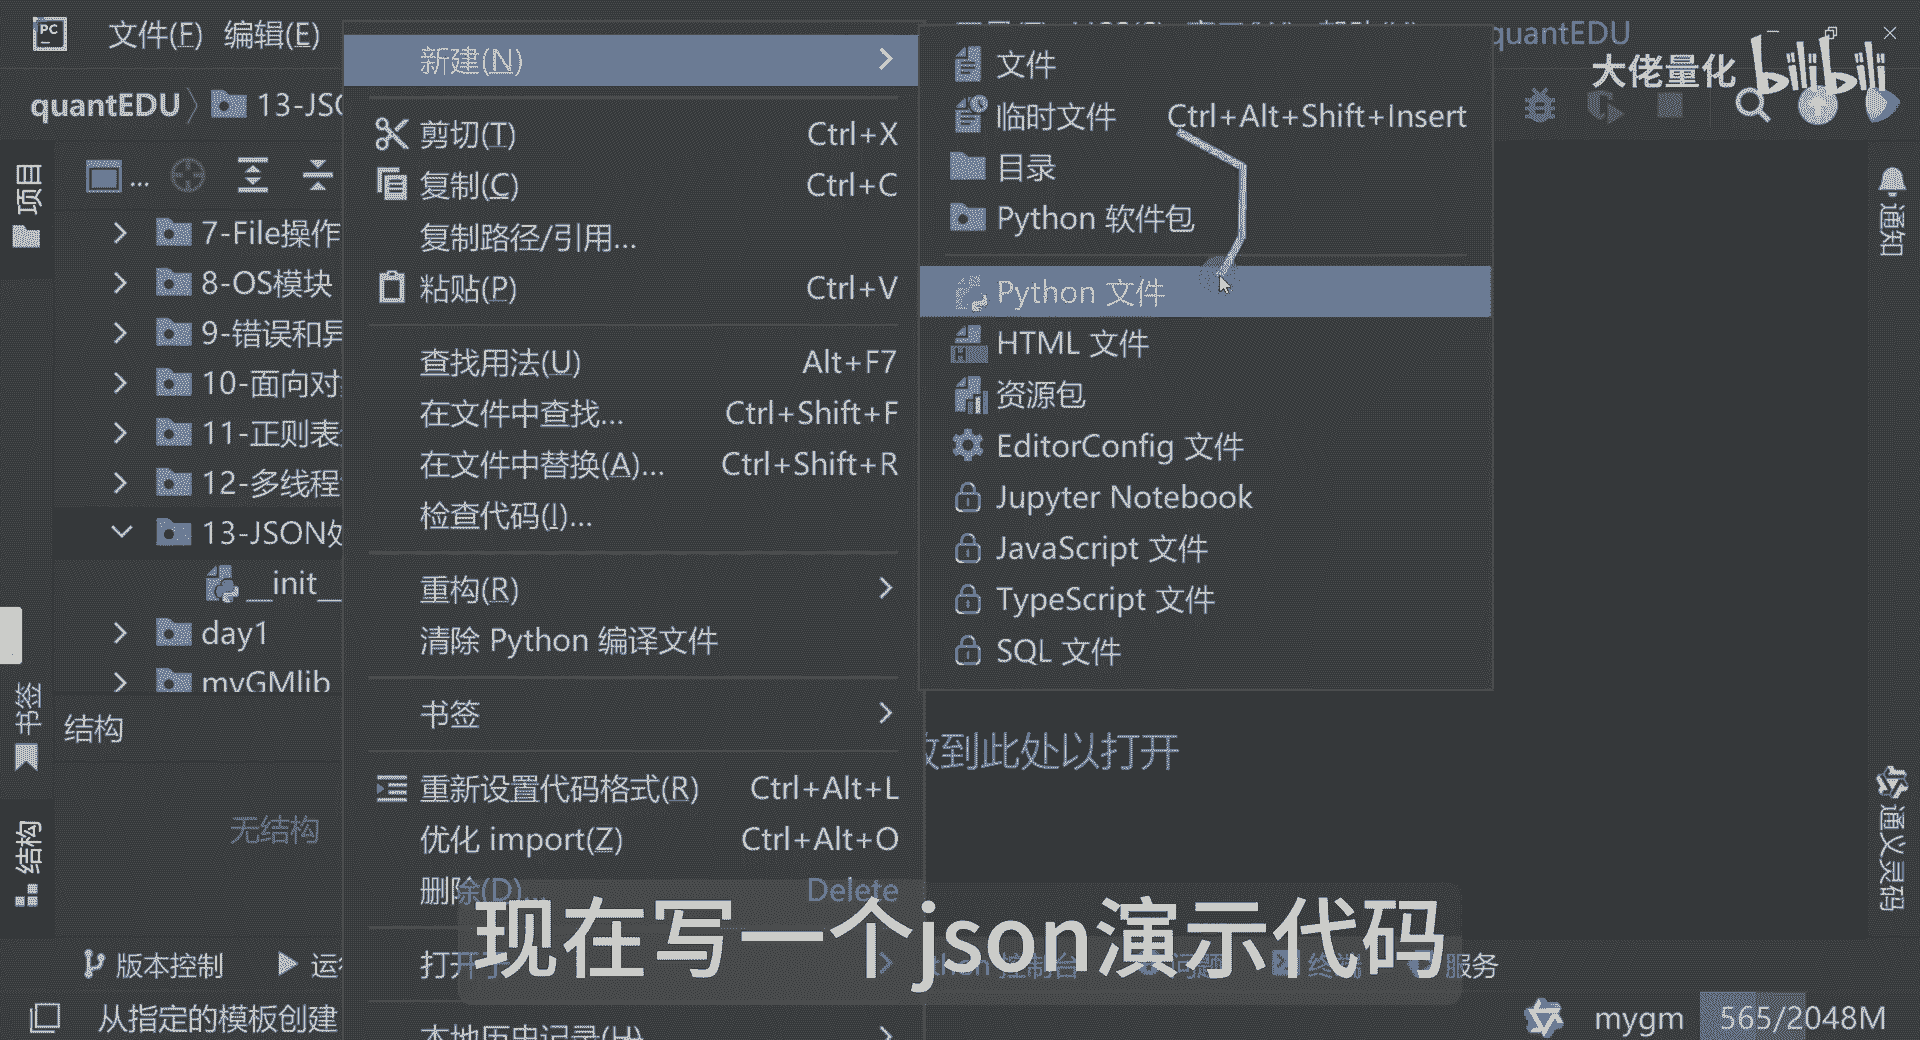 PC
文件(F) 编辑(E)
quantEDU
大佬量化 bilibili
quantEDU 13-JSO
项目
...
7-File操作
8-OS模块
9-错误和异
10-面向对
11-正则表
12-多线程
13-JSON处
__init__
day1
myGMlib
书签
结构
无结构
结构
新建(N)
剪切(T) Ctrl+X
复制(C) Ctrl+C
复制路径/引用...
粘贴(P) Ctrl+V
查找用法(U) Alt+F7
在文件中查找... Ctrl+Shift+F
在文件中替换(A)... Ctrl+Shift+R
检查代码(I)...
重构(R)
清除 Python 编译文件
书签
重新设置代码格式(R) Ctrl+Alt+L
优化 import(Z) Ctrl+Alt+O
删除(D)... Delete
打开于
本地历史记录(H)
文件
临时文件 Ctrl+Alt+Shift+Insert
目录
Python 软件包
Python 文件
HTML 文件
资源包
EditorConfig 文件
Jupyter Notebook
JavaScript 文件
TypeScript 文件
SQL 文件
放到此处以打开
通知
通义灵码
现在写一个json演示代码
版本控制 运行 thon 控制台 问题 终端 服务
从指定的模板创建 mygm 565/2048M